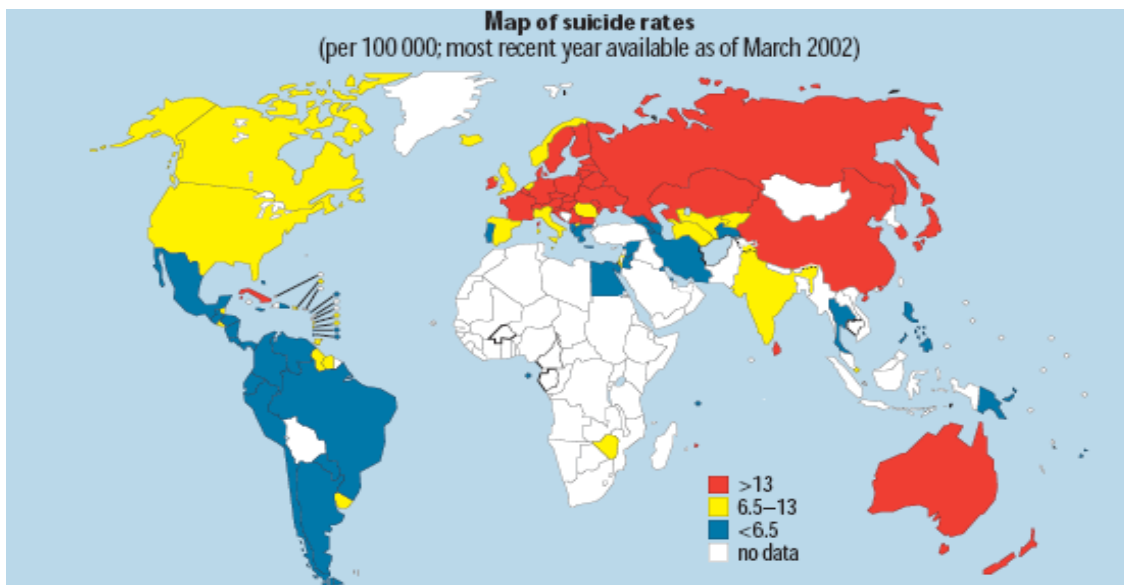 Map of suicide rates
(per 100 000; most recent year available as of March 2002)
>13
6.5–13
<6.5
no data